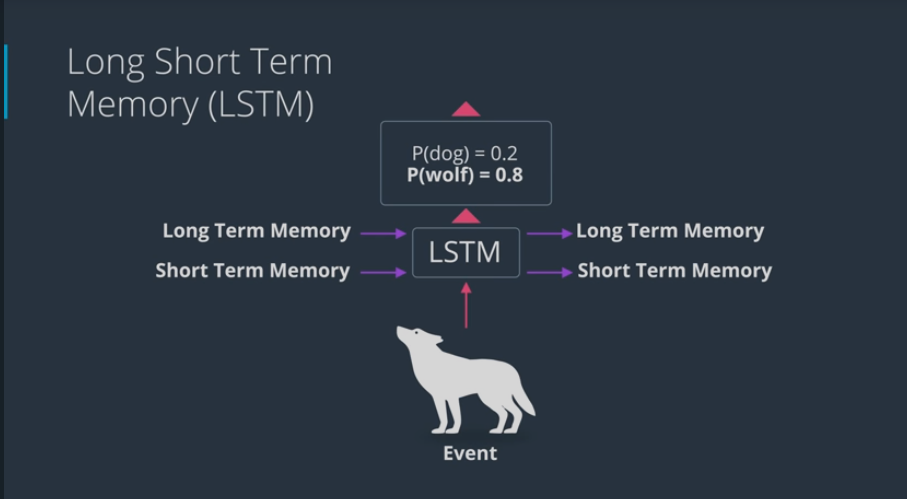 Long Short Term
Memory (LSTM)
P(dog) = 0.2
P(wolf) = 0.8
Long Term Memory
LSTM
Long Term Memory
Short Term Memory
Short Term Memory
Event